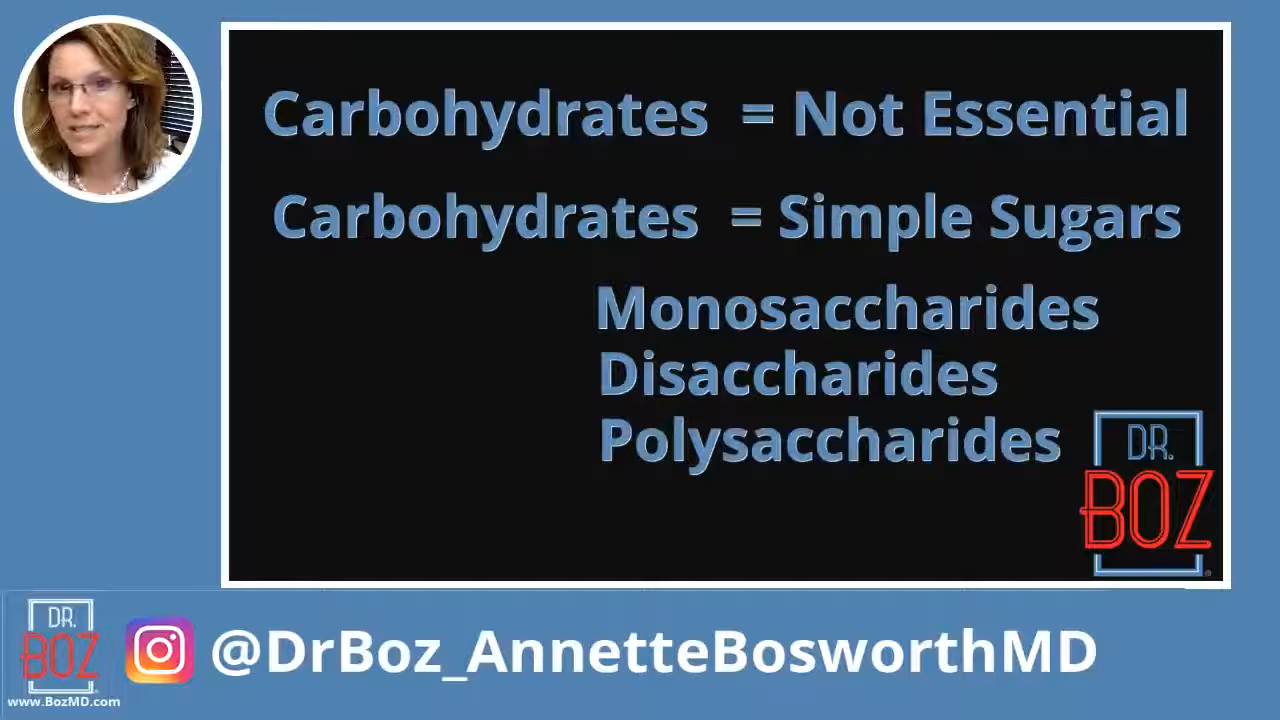 Carbohydrates = Not Essential
Carbohydrates = Simple Sugars
Monosaccharides
Disaccharides
Polysaccharides
DR.
BOZ
DR.
BOZ
www.BozMD.com
@DrBoz_AnnetteBosworthMD